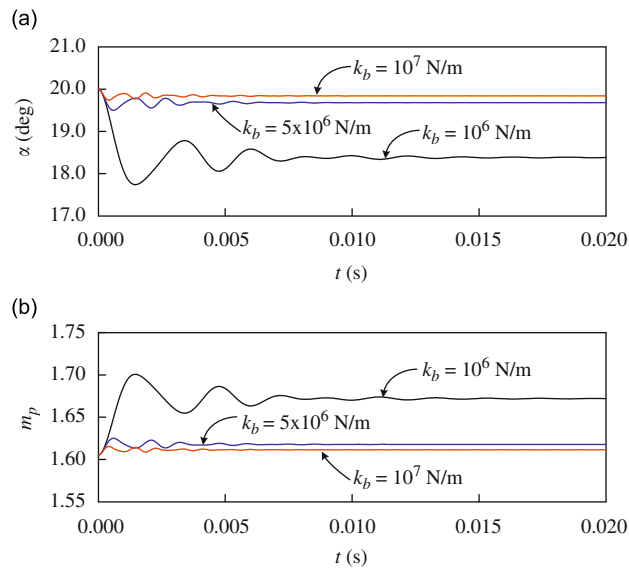 (a)
21.0
20.0
19.0
18.0
17.0
α (deg)
k_b = 10^7 N/m
k_b = 5x10^6 N/m
k_b = 10^6 N/m
0.000 0.005 0.010 0.015 0.020
t (s)
(b)
1.75
1.70
1.65
1.60
1.55
m_p
k_b = 10^6 N/m
k_b = 5x10^6 N/m
k_b = 10^7 N/m
0.000 0.005 0.010 0.015 0.020
t (s)